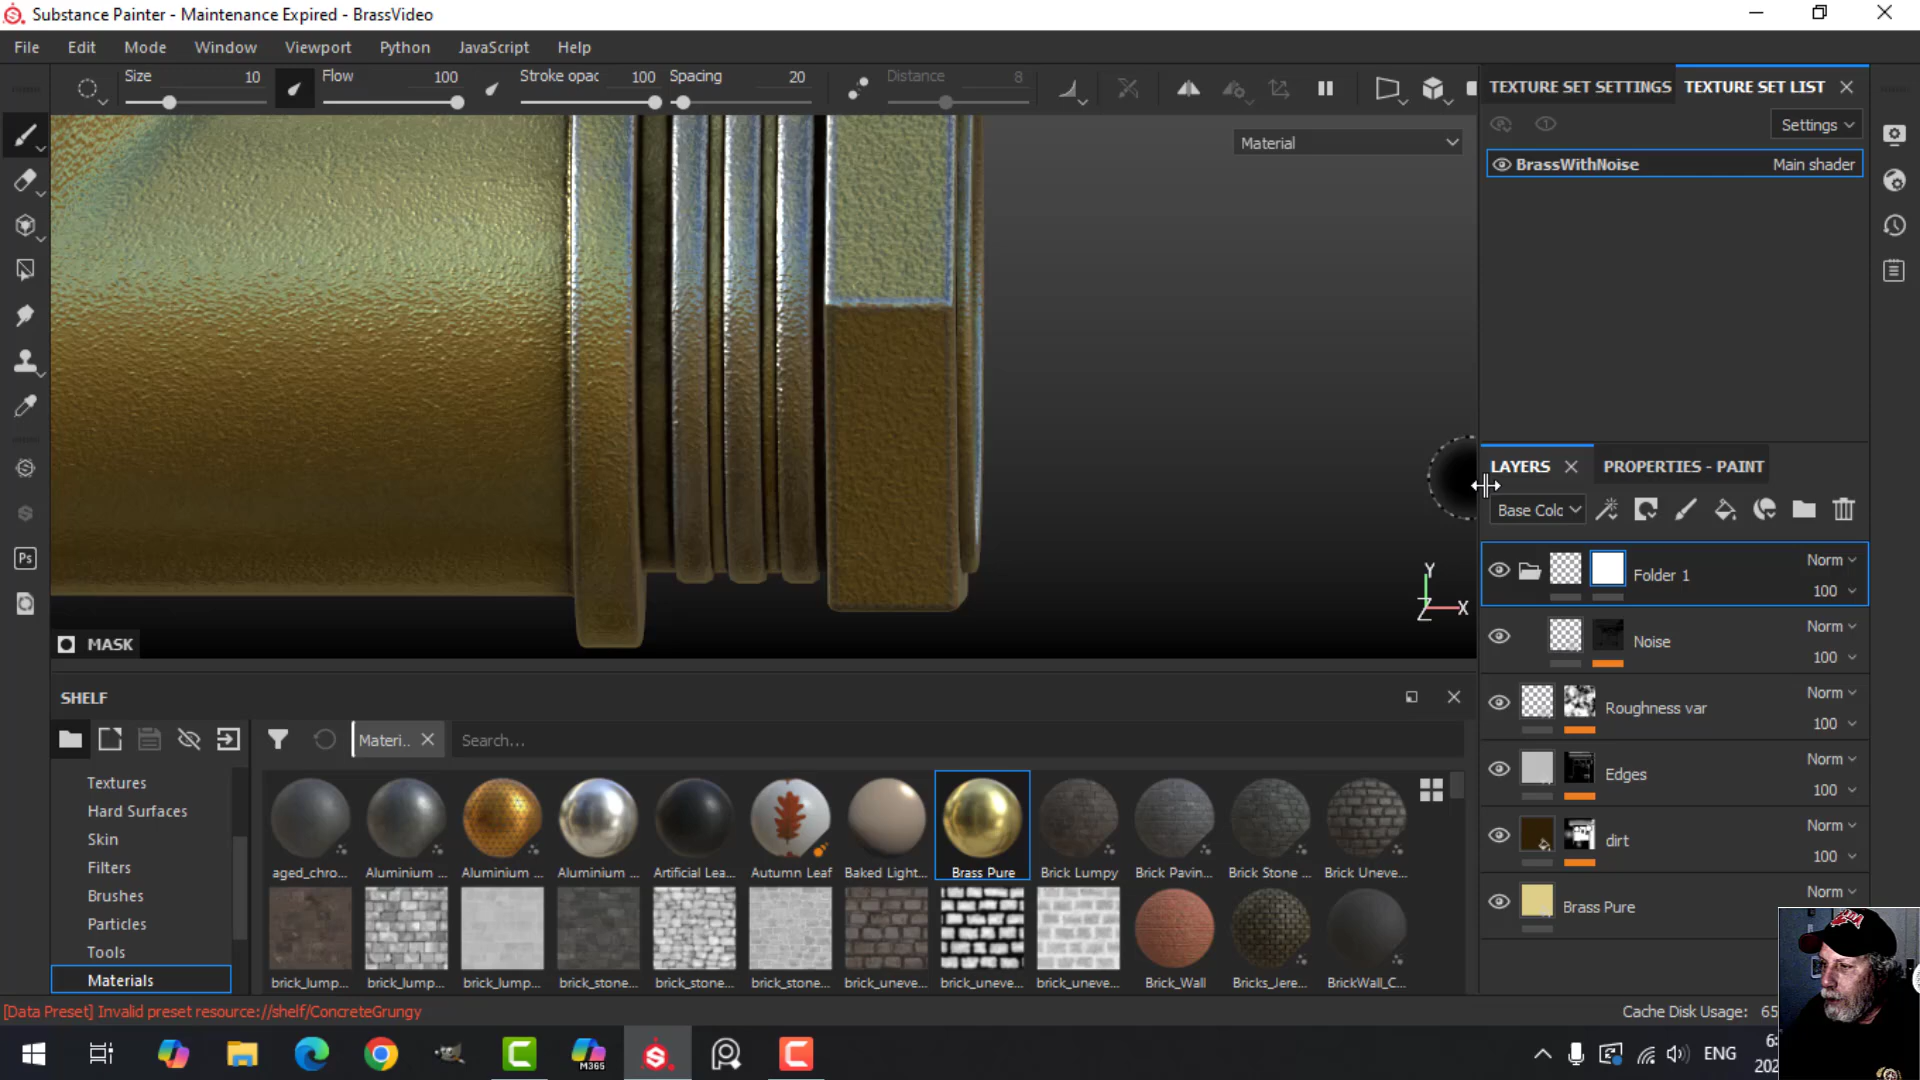 Substance Painter - Maintenance Expired - BrassVideo
File Edit Mode Window Viewport Python JavaScript Help
Size 10 Flow 100 Stroke opac 100 Spacing 20 Distance 8
TEXTURE SET SETTINGS TEXTURE SET LIST
Settings
Material
BrassWithNoise Main shader
LAYERS PROPERTIES - PAINT
Base Colc
Folder 1 Norm 100
Noise Norm 100
Roughness var Norm 100
Edges Norm 100
dirt Norm 100
Brass Pure Norm
Y
Z X
MASK
SHELF
Materi..
Search...
Textures
Hard Surfaces
Skin
Filters
Brushes
Particles
Tools
Materials
aged_chro... Aluminium ... Aluminium ... Aluminium ... Artificial Lea... Autumn Leaf Baked Light... Brass Pure Brick Lumpy Brick Pavin... Brick Stone ... Brick Uneve...
brick_lump... brick_lump... brick_lump... brick_stone... brick_stone... brick_stone... brick_uneve... brick_uneve... brick_uneve... Brick_Wall Bricks_Jere... BrickWall_C...
[Data Preset] Invalid preset resource://shelf/ConcreteGrungy
Cache Disk Usage: 65
Ps
M365
ENG
6:
202